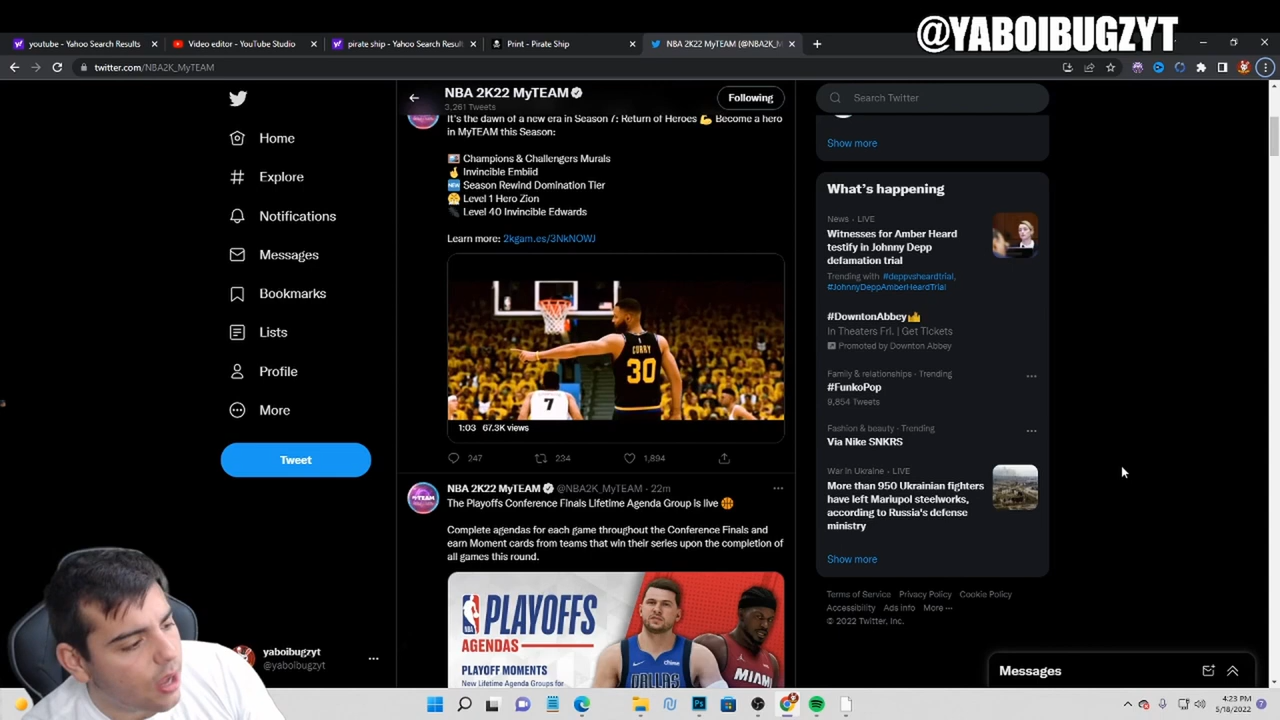 @YABOIBUGZYT
youtube - Yahoo Search Results
Video editor - YouTube Studio
pirate ship - Yahoo Search Result
Print - Pirate Ship
NBA 2K22 MyTEAM (@NBA2K_M
twitter.com/NBA2K_MyTEAM
Home
Explore
Notifications
Messages
Bookmarks
Lists
Profile
More
Tweet
yaboibugzyt
@yaboibugzyt
NBA 2K22 MyTEAM
3,261 Tweets
Following
It's the dawn of a new era in Season 7: Return of Heroes 💪 Become a hero
in MyTEAM this Season:
Champions & Challengers Murals
Invincible Embiid
NEW Season Rewind Domination Tier
Level 1 Hero Zion
Level 40 Invincible Edwards
Learn more: 2kgam.es/3NkNOWJ
CURRY
30
7
1:03 67.3K views
247
234
1,894
MyTEAM
NBA 2K22 MyTEAM @NBA2K_MyTEAM · 22m
The Playoffs Conference Finals Lifetime Agenda Group is live 🏀
Complete agendas for each game throughout the Conference Finals and
earn Moment cards from teams that win their series upon the completion of
all games this round.
NBA
PLAYOFFS
AGENDAS
PLAYOFF MOMENTS
New Lifetime Agenda Groups for
chime
DALLAS
MIAMI
Search Twitter
Show more
What's happening
News · LIVE
Witnesses for Amber Heard
testify in Johnny Depp
defamation trial
Trending with #deppvsheardtrial,
#JohnnyDeppAmberHeardTrial
#DowntonAbbey
In Theaters Fri. | Get Tickets
Promoted by Downton Abbey
Family & relationships · Trending
#FunkoPop
9,854 Tweets
Fashion & beauty · Trending
Via Nike SNKRS
War in Ukraine · LIVE
More than 950 Ukrainian fighters
have left Mariupol steelworks,
according to Russia's defense
ministry
Show more
Terms of Service Privacy Policy Cookie Policy
Accessibility Ads info More ···
© 2022 Twitter, Inc.
Messages
4:23 PM
5/18/2022